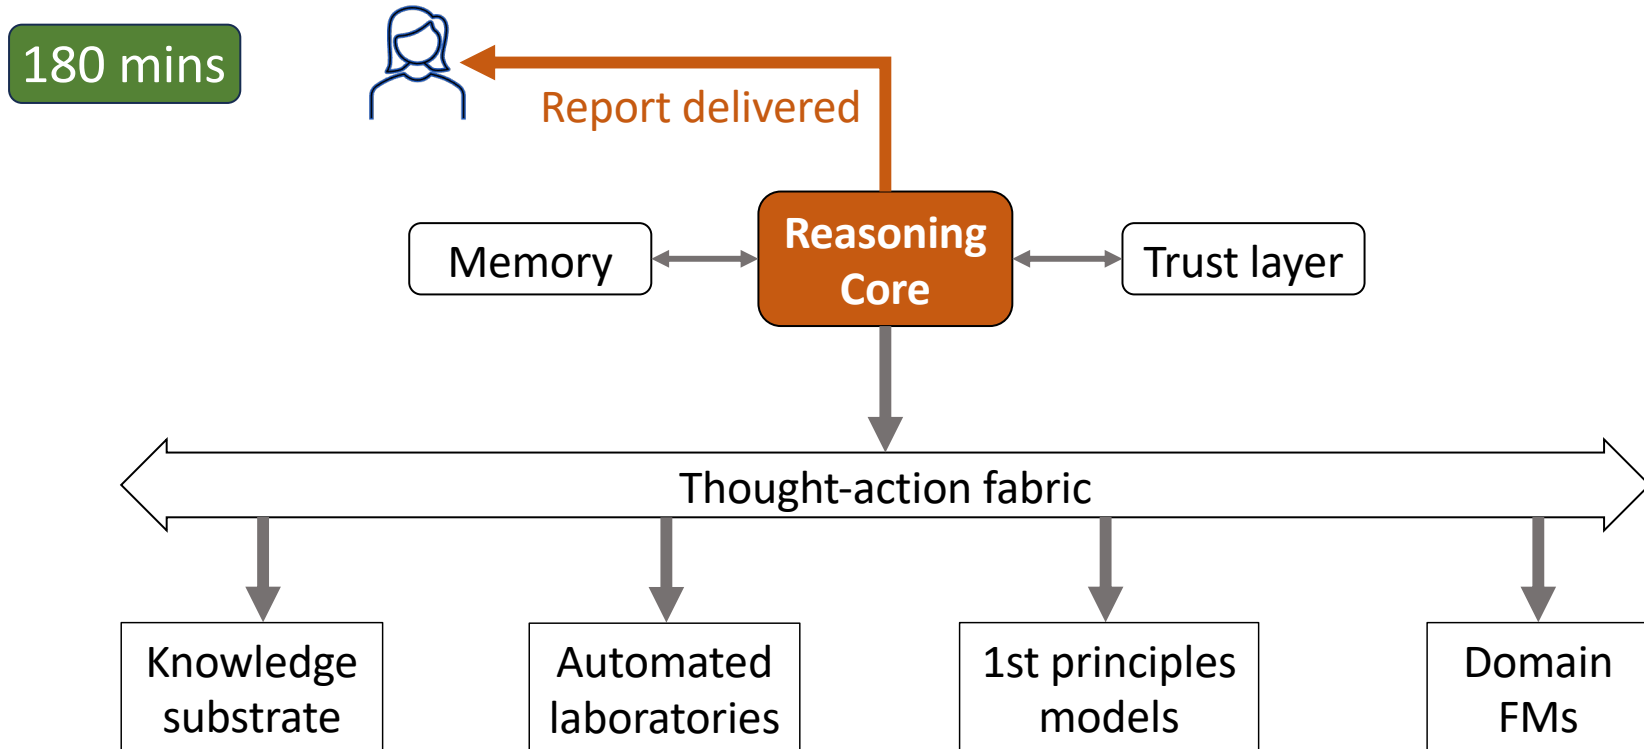 180 mins
Report delivered
Reasoning
Core
Memory
Trust layer
Thought-action fabric
Knowledge
substrate
Automated
laboratories
1st principles
models
Domain
FMs